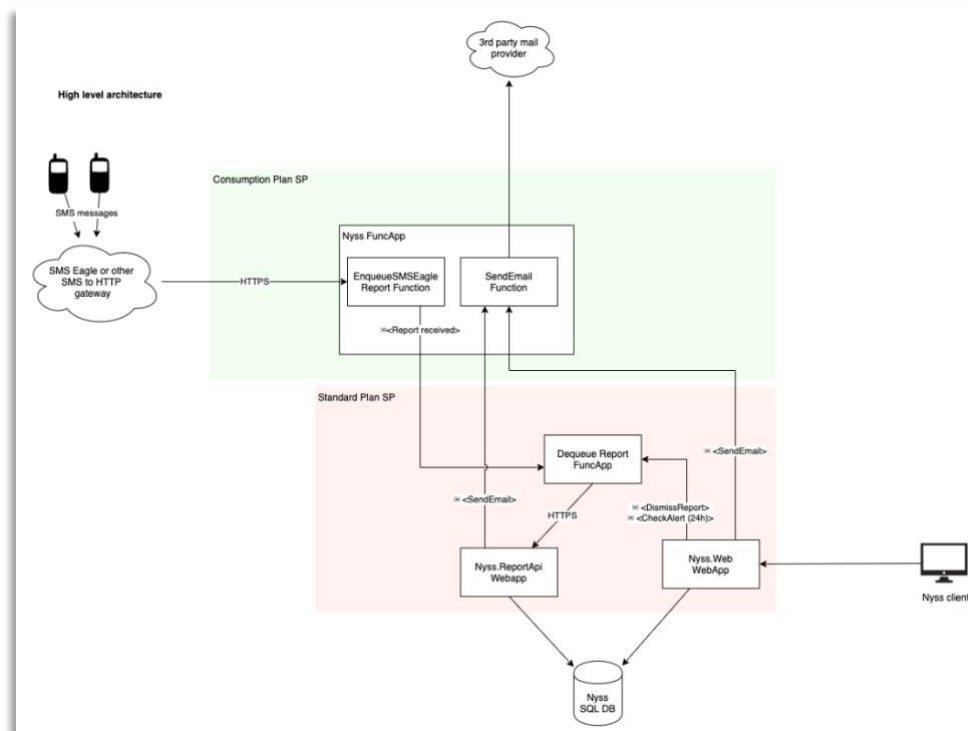 3rd party mail
provider
High level architecture
SMS messages
SMS Eagle or other
SMS to HTTP
gateway
HTTPS
Consumption Plan SP
Nyss FuncApp
EnqueueSMSEagle
Report Function
SendEmail
Function
✉<Report received>
Standard Plan SP
Dequeue Report
FuncApp
✉ <SendEmail>
✉ <SendEmail>
HTTPS
✉ <DismissReport>
✉ <CheckAlert (24h)>
Nyss.ReportApi
Webapp
Nyss.Web
WebApp
Nyss client
Nyss
SQL DB